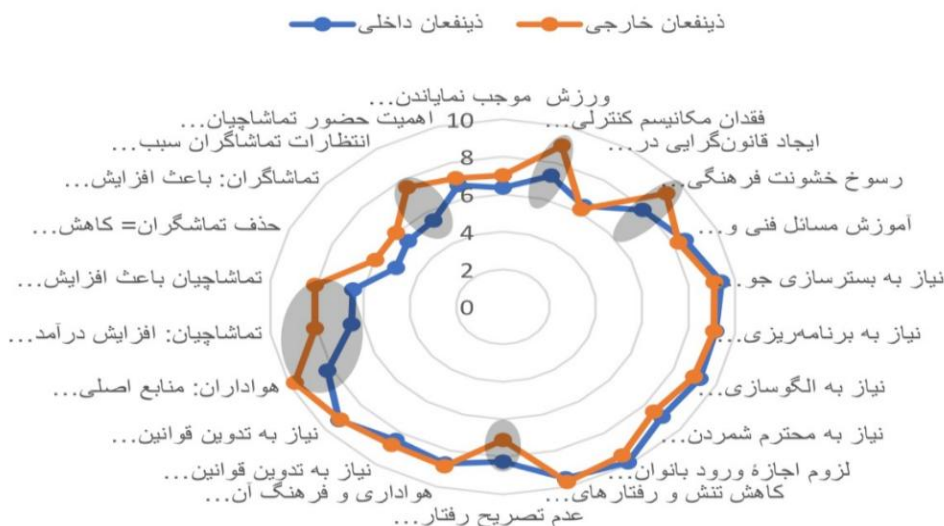 ذینفعان خارجی ذینفعان داخلی
ورزش موجب نمایاندن...
فقدان مکانیسم کنترلی...
ایجاد قانون‌گرایی در...
رسوخ خشونت فرهنگی...
آموزش مسائل فنی و...
نیاز به بسترسازی جو...
نیاز به برنامه‌ریزی...
نیاز به الگوسازی...
نیاز به محترم شمردن...
لزوم اجازۀ ورود بانوان...
کاهش تنش و رفتارهای...
عدم تصریح رفتار...
هواداری و فرهنگ آن...
نیاز به تدوین قوانین...
نیاز به تدوین قوانین...
هواداران: منابع اصلی...
تماشاچیان: افزایش درآمد...
تماشاچیان باعث افزایش...
حذف تماشگران= کاهش...
تماشاگران: باعث افزایش...
انتظارات تماشاگران سبب...
اهمیت حضور تماشاچیان...
10
8
6
4
2
0